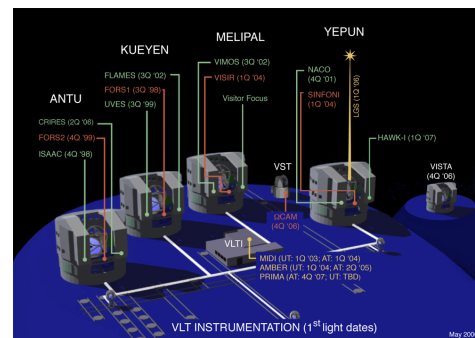 YEPUN
MELIPAL
KUEYEN
ANTU
VIMOS (3Q '02)
VISIR (1Q '04)
Visitor Focus
NACO
(4Q '01)
SINFONI
(1Q '04)
LGS (1Q '06)
HAWK-I (1Q '07)
FLAMES (3Q '02)
FORS1 (3Q '98)
UVES (3Q '99)
CRIRES (2Q '06)
FORS2 (4Q '99)
ISAAC (4Q '98)
VST
ΩCAM
(4Q '06)
VISTA
(4Q '06)
VLTI
MIDI (UT: 1Q '03; AT: 1Q '04)
AMBER (UT: 1Q '04; AT: 2Q '05)
PRIMA (AT: 4Q '07; UT: TBD)
VLT INSTRUMENTATION (1st light dates)
May